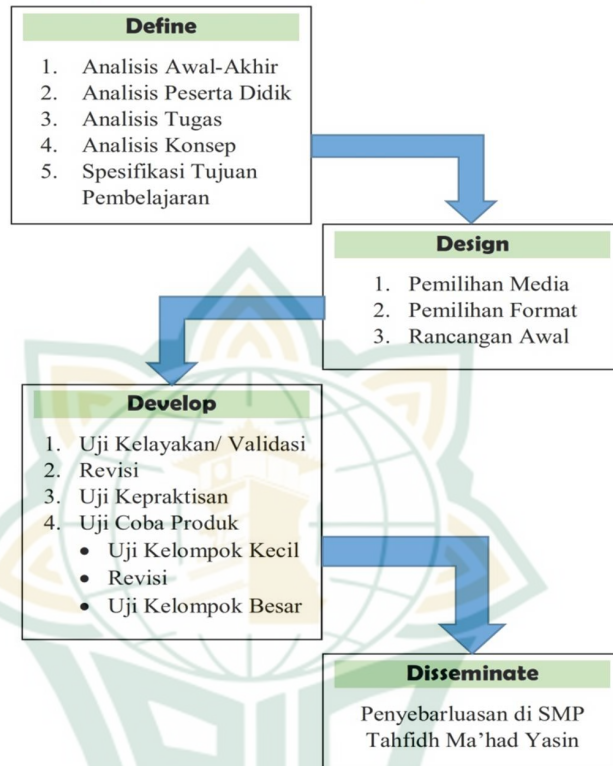 Define
1. Analisis Awal-Akhir
2. Analisis Peserta Didik
3. Analisis Tugas
4. Analisis Konsep
5. Spesifikasi Tujuan
Pembelajaran
Design
1. Pemilihan Media
2. Pemilihan Format
3. Rancangan Awal
Develop
1. Uji Kelayakan/ Validasi
2. Revisi
3. Uji Kepraktisan
4. Uji Coba Produk
• Uji Kelompok Kecil
• Revisi
• Uji Kelompok Besar
Disseminate
Penyebarluasan di SMP
Tahfidh Ma’had Yasin